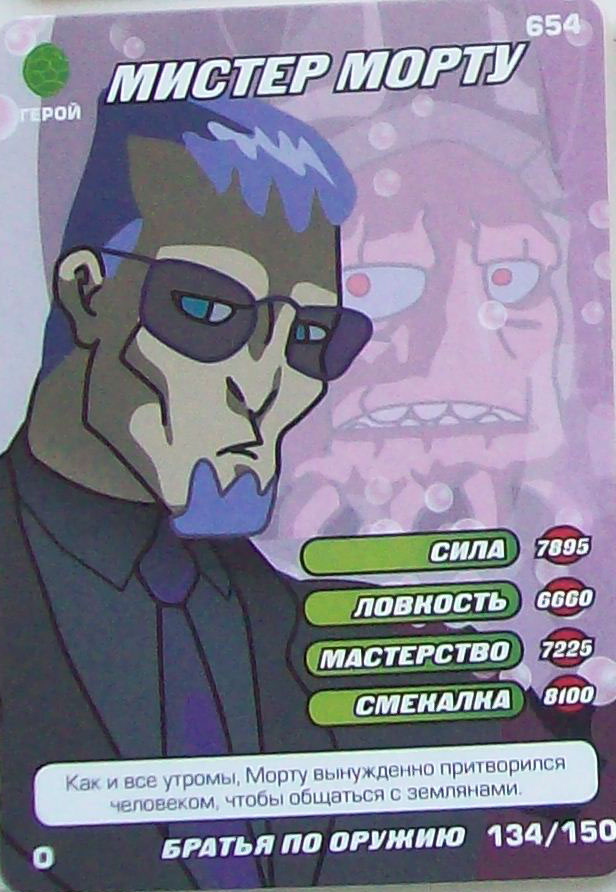 654
МИСТЕР МОРТУ
ГЕРОЙ
СИЛА 7895
ЛОВКОСТЬ 6660
МАСТЕРСТВО 7225
СМЕКАЛКА 8100
Как и все утромы, Морту вынужденно притворился
человеком, чтобы общаться с землянами.
0 БРАТЬЯ ПО ОРУЖИЮ 134/150